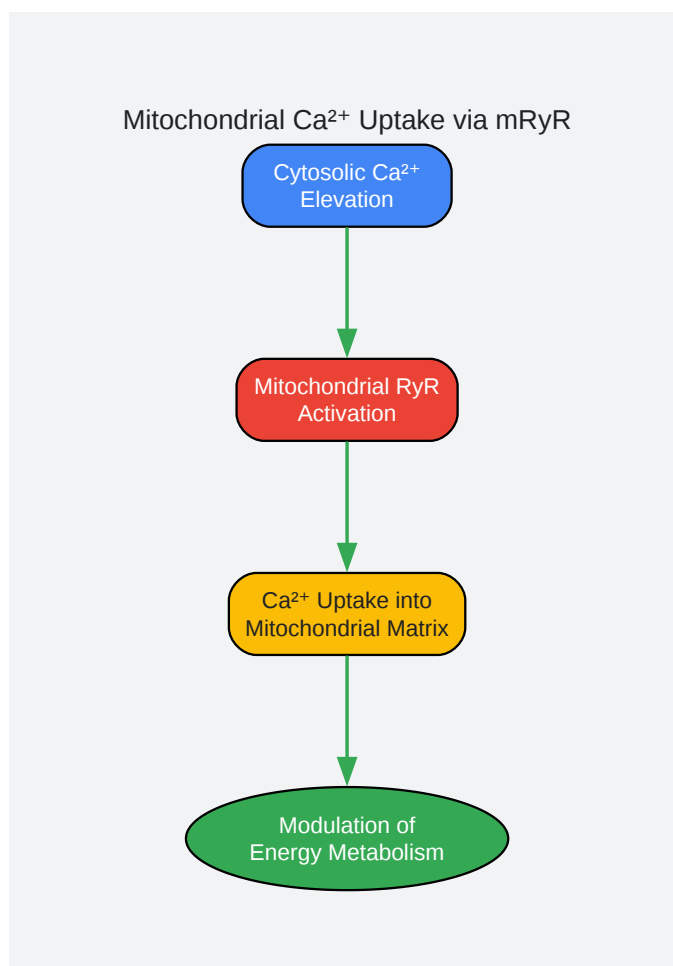 Mitochondrial Ca²⁺ Uptake via mRyR
Cytosolic Ca²⁺
Elevation
Mitochondrial RyR
Activation
Ca²⁺ Uptake into
Mitochondrial Matrix
Modulation of
Energy Metabolism